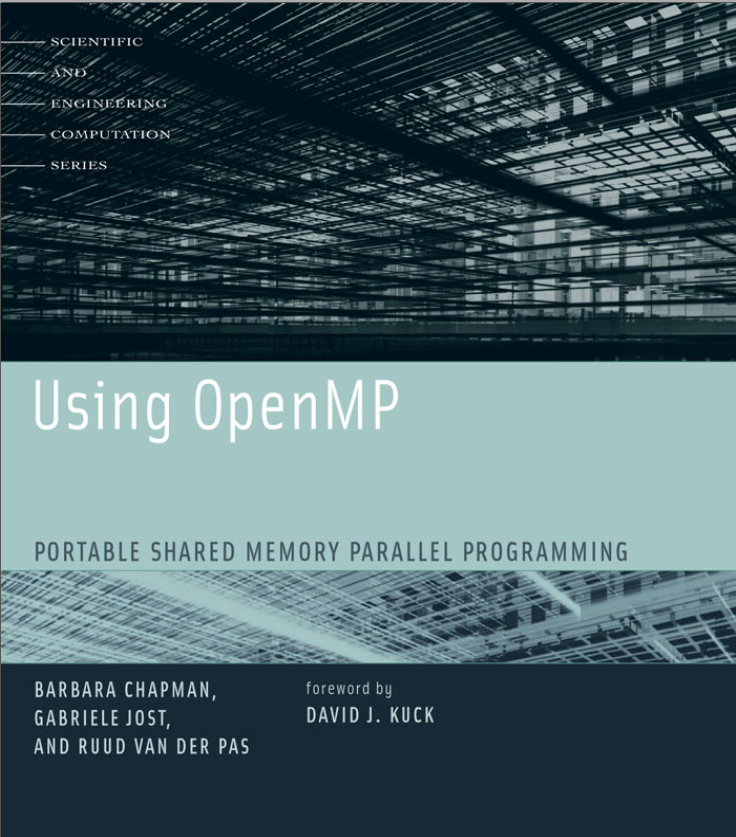 SCIENTIFIC
AND
ENGINEERING
COMPUTATION
SERIES
Using OpenMP
PORTABLE SHARED MEMORY PARALLEL PROGRAMMING
BARBARA CHAPMAN,
GABRIELE JOST,
AND RUUD VAN DER PAS
foreword by
DAVID J. KUCK